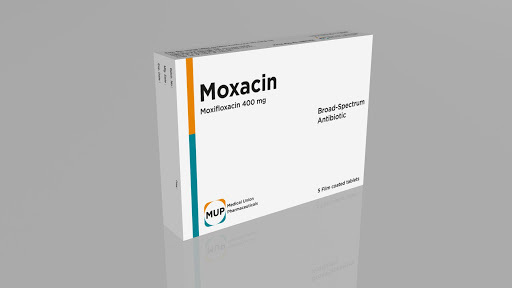 Moxacin
Moxifloxacin 400 mg
Broad-Spectrum
Antibiotic
5 Film coated tablets
MUP
Medical Union
Pharmaceuticals